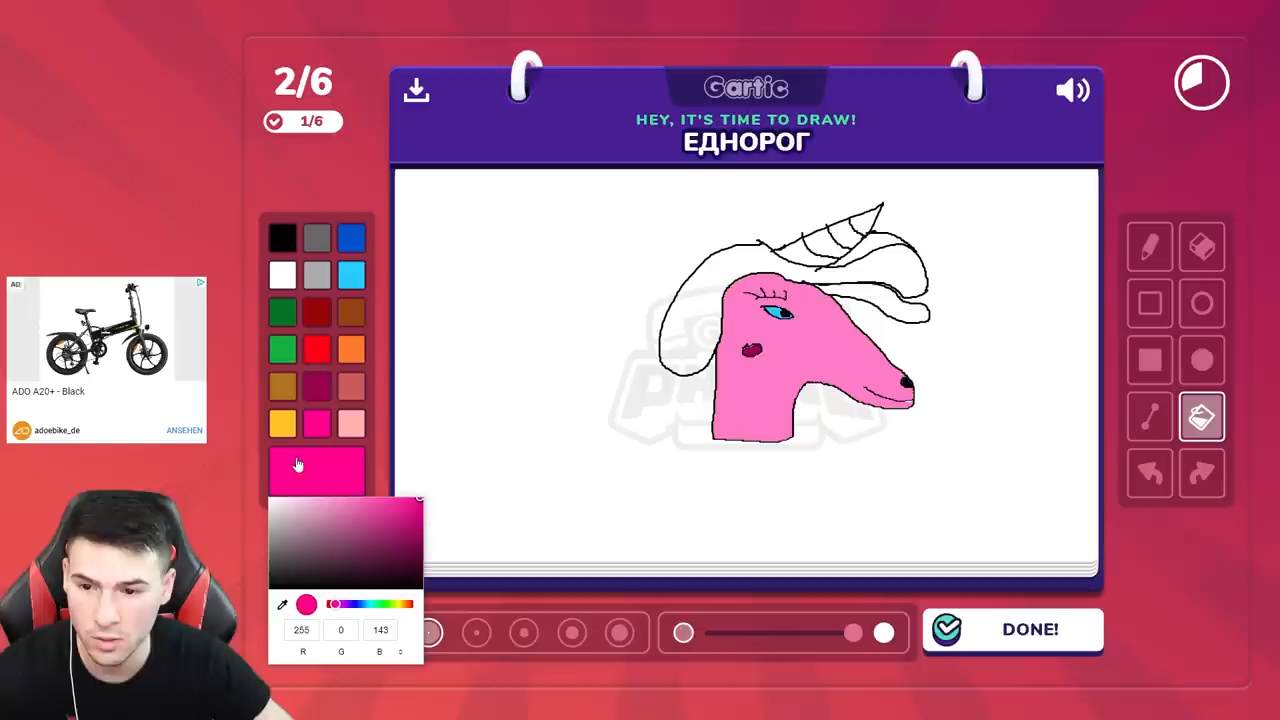 2/6
1/6
Gartic
HEY, IT'S TIME TO DRAW!
ЕДНОРОГ
AD
ADO A20+ - Black
adoebike_de
ANSEHEN
255
0
143
R
G
B
DONE!